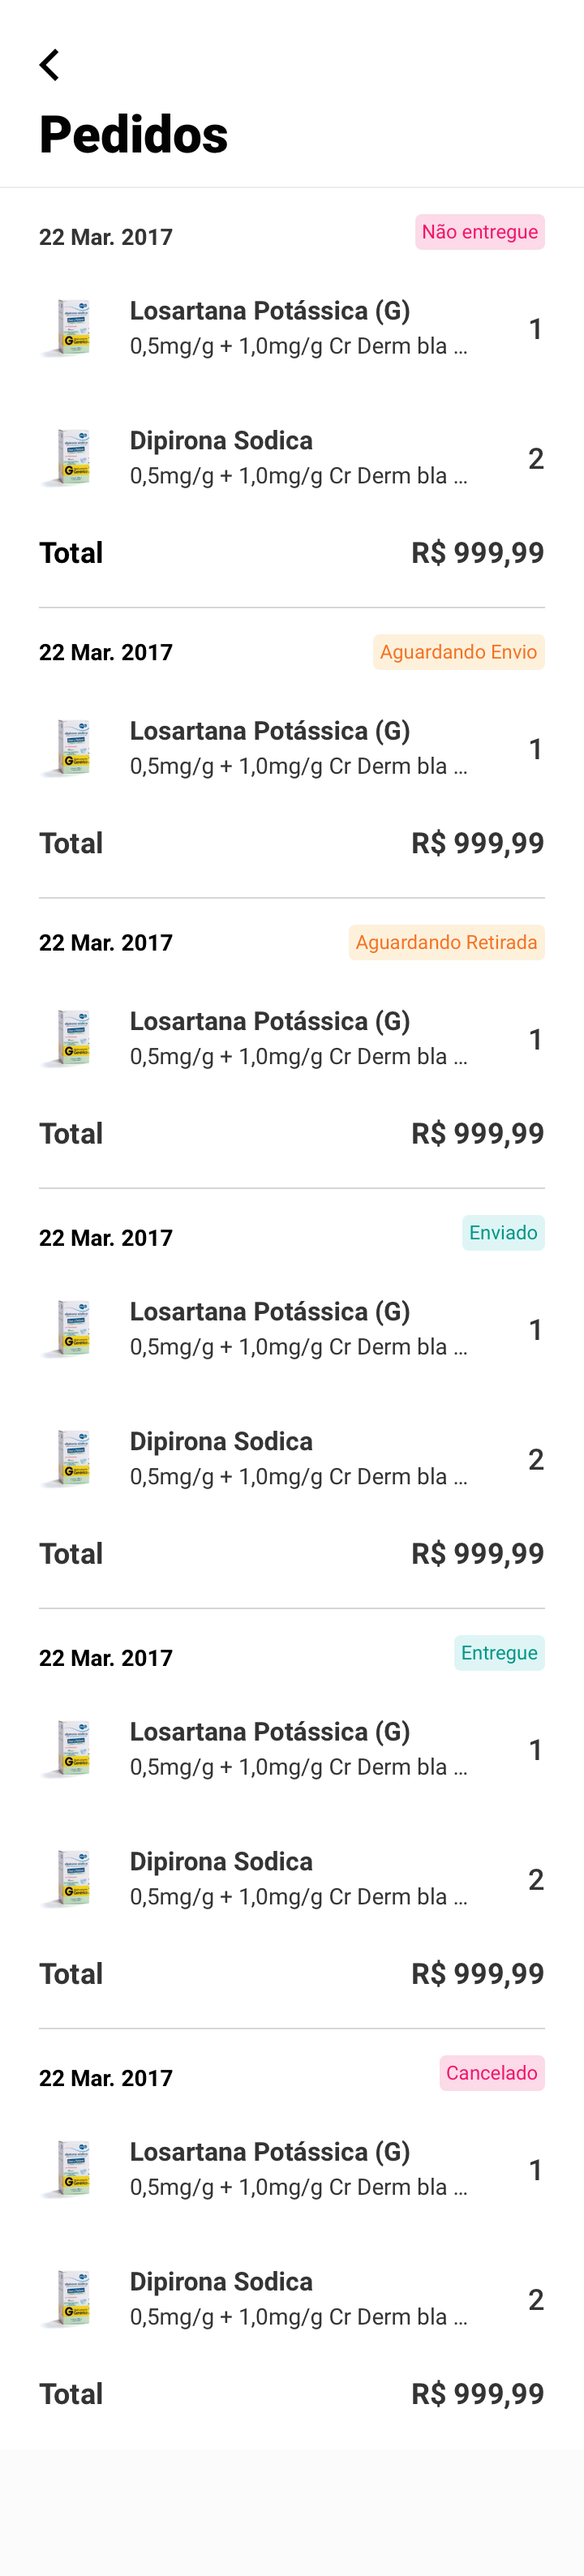 Pedidos
22 Mar. 2017
Não entregue
Losartana Potássica (G)
0,5mg/g + 1,0mg/g Cr Derm bla ...
1
Dipirona Sodica
0,5mg/g + 1,0mg/g Cr Derm bla ...
2
Total
R$ 999,99
22 Mar. 2017
Aguardando Envio
Losartana Potássica (G)
0,5mg/g + 1,0mg/g Cr Derm bla ...
1
Total
R$ 999,99
22 Mar. 2017
Aguardando Retirada
Losartana Potássica (G)
0,5mg/g + 1,0mg/g Cr Derm bla ...
1
Total
R$ 999,99
22 Mar. 2017
Enviado
Losartana Potássica (G)
0,5mg/g + 1,0mg/g Cr Derm bla ...
1
Dipirona Sodica
0,5mg/g + 1,0mg/g Cr Derm bla ...
2
Total
R$ 999,99
22 Mar. 2017
Entregue
Losartana Potássica (G)
0,5mg/g + 1,0mg/g Cr Derm bla ...
1
Dipirona Sodica
0,5mg/g + 1,0mg/g Cr Derm bla ...
2
Total
R$ 999,99
22 Mar. 2017
Cancelado
Losartana Potássica (G)
0,5mg/g + 1,0mg/g Cr Derm bla ...
1
Dipirona Sodica
0,5mg/g + 1,0mg/g Cr Derm bla ...
2
Total
R$ 999,99